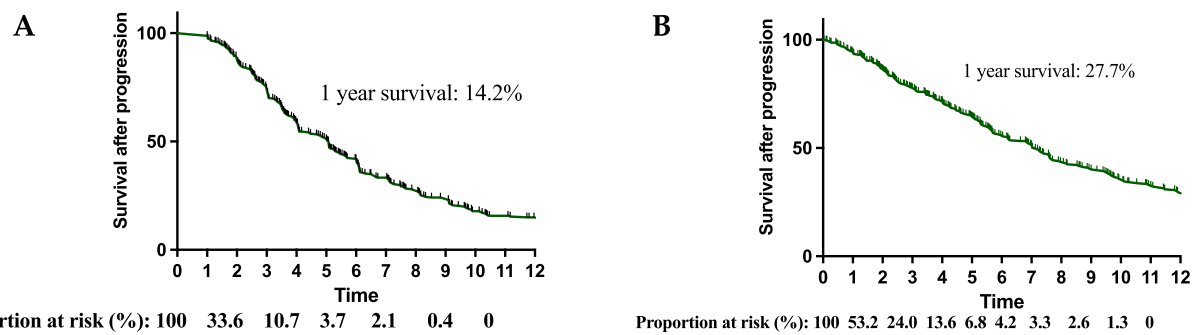 A
Survival after progression
100
50
0
1 year survival: 14.2%
0 1 2 3 4 5 6 7 8 9 10 11 12
Time
rtion at risk (%): 100 33.6 10.7 3.7 2.1 0.4 0
B
Survival after progression
100
50
0
1 year survival: 27.7%
0 1 2 3 4 5 6 7 8 9 10 11 12
Time
Proportion at risk (%): 100 53.2 24.0 13.6 6.8 4.2 3.3 2.6 1.3 0